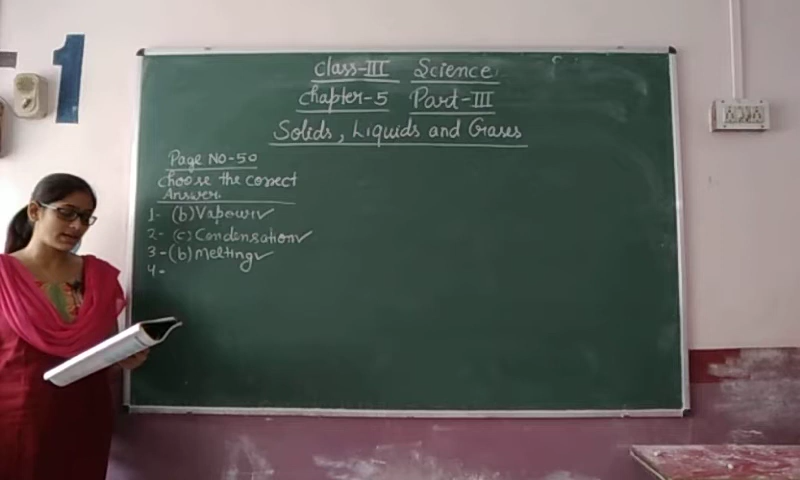 1
Class-III Science
Chapter-5 Part-III
Solids, Liquids and Gases
Page No-50
Choose the correct
Answer.
1- (b) Vapour ✓
2- (c) Condensation ✓
3- (b) Melting ✓
4-